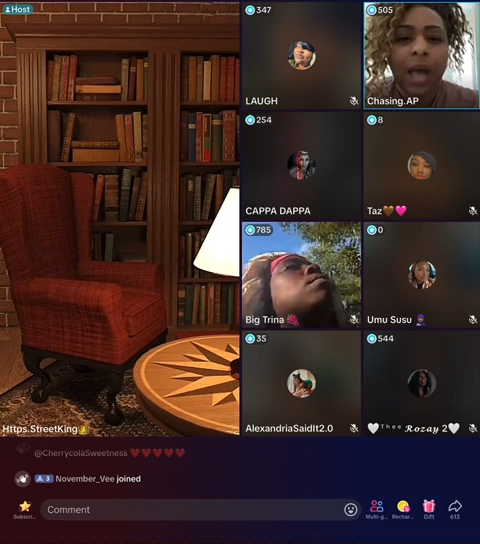 Host
347
LAUGH
505
Chasing.AP
254
CAPPA DAPPA
8
Taz🤎💗
785
Big Trina
0
Umu Susu
Https.StreetKing
35
AlexandriaSaidIt2.0
544
🤍ᵀʰᵉᵉ 𝓡𝓸𝔃𝓪𝔂 2🤍
@CherrycolaSweetness ❤️❤️❤️❤️❤️
3 November_Vee joined
Comment
Subscri...
Multi-g...
Rechar...
Gift
613